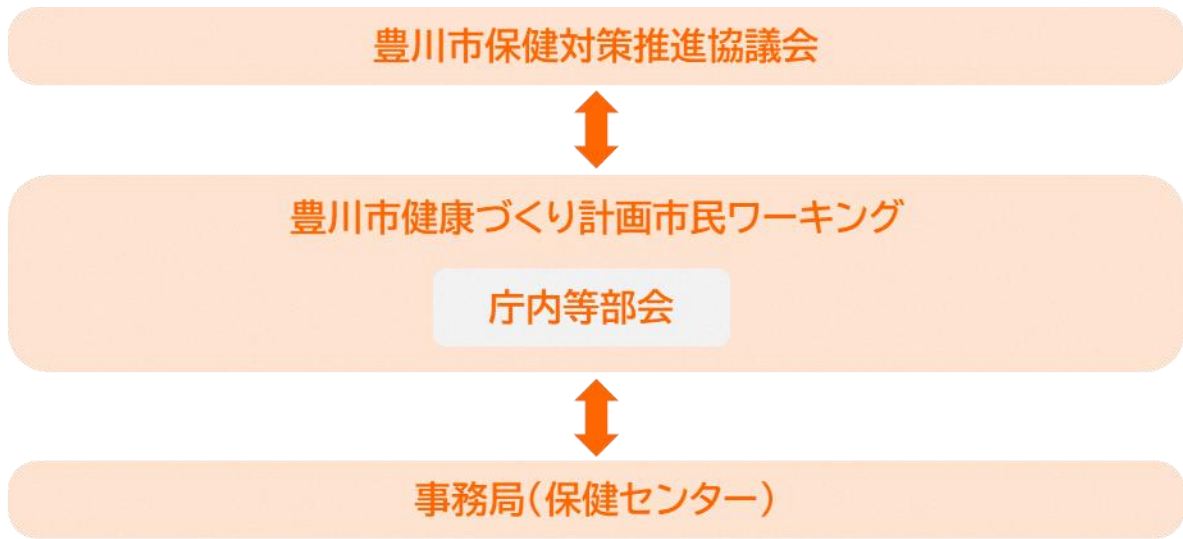 豊川市保健対策推進協議会
豊川市健康づくり計画市民ワーキング
庁内等部会
事務局(保健センター)